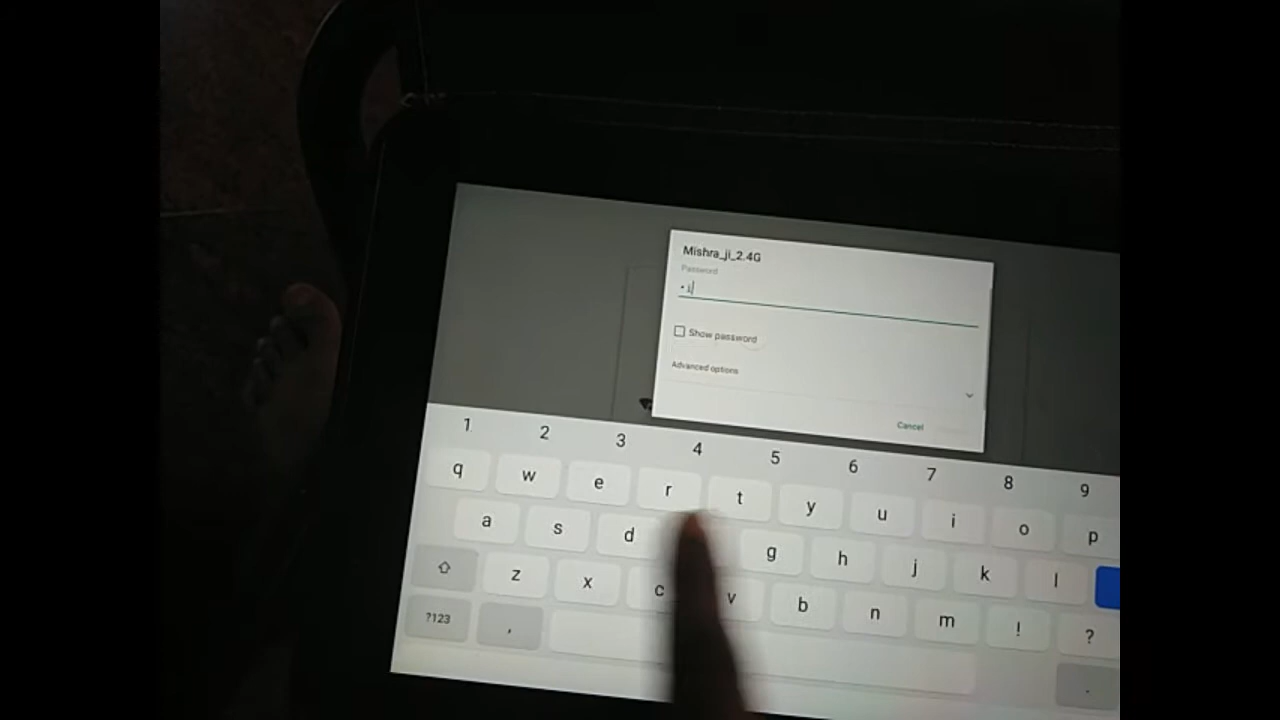 Mishra_ji_2.4G
Password
Show password
Advanced options
Cancel
1 2 3 4 5 6 7 8 9
q w e r t y u i o p
a s d g h j k l
z x c v b n m ! ?
?123 , .